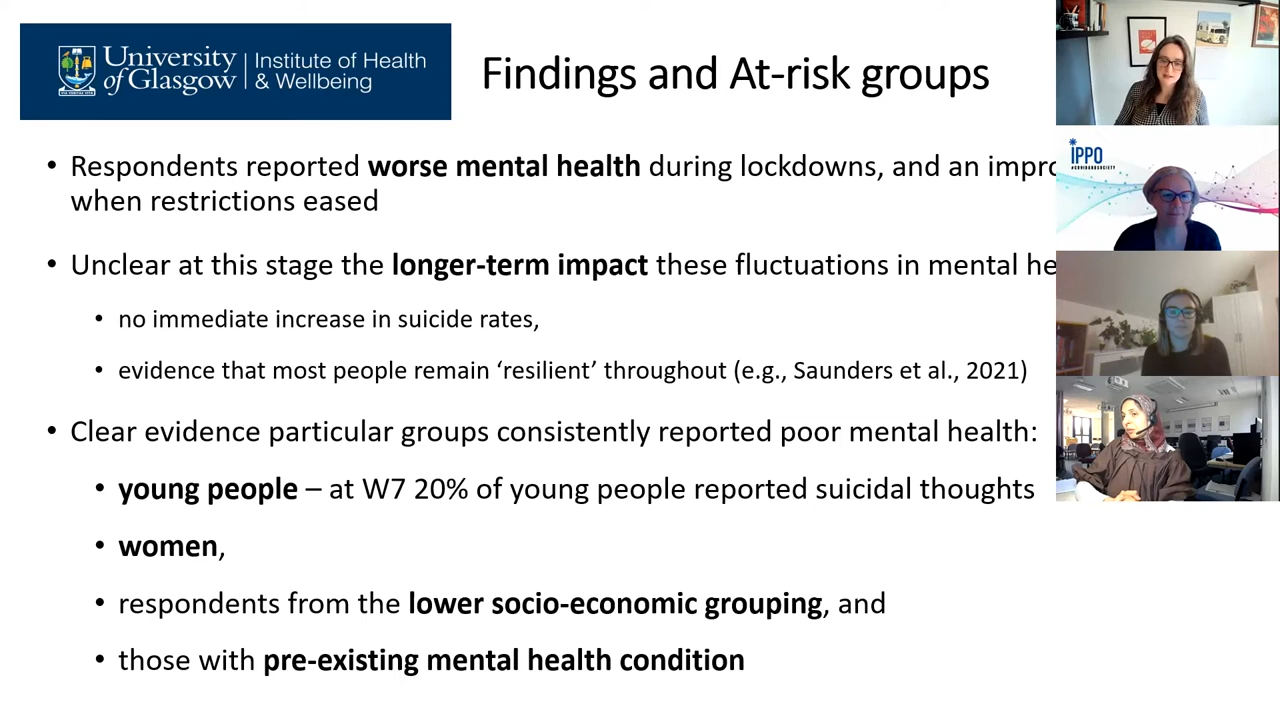 University of Glasgow
Institute of Health & Wellbeing
Findings and At-risk groups
• Respondents reported worse mental health during lockdowns, and an impro
when restrictions eased
• Unclear at this stage the longer-term impact these fluctuations in mental he
• no immediate increase in suicide rates,
• evidence that most people remain ‘resilient’ throughout (e.g., Saunders et al., 2021)
• Clear evidence particular groups consistently reported poor mental health:
• young people – at W7 20% of young people reported suicidal thoughts
• women,
• respondents from the lower socio-economic grouping, and
• those with pre-existing mental health condition
IPPO
#COVIDANDSOCIETY